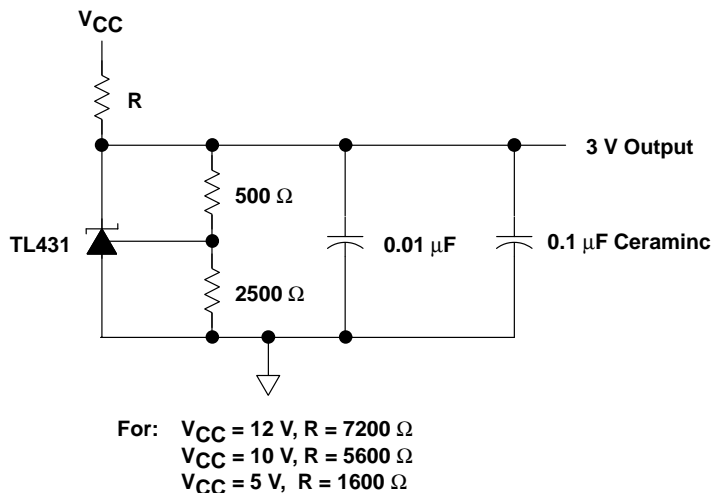 VCC
R
3 V Output
500 Ω
TL431
0.01 μF
0.1 μF Ceraminc
2500 Ω
For: VCC = 12 V, R = 7200 Ω
VCC = 10 V, R = 5600 Ω
VCC = 5 V, R = 1600 Ω